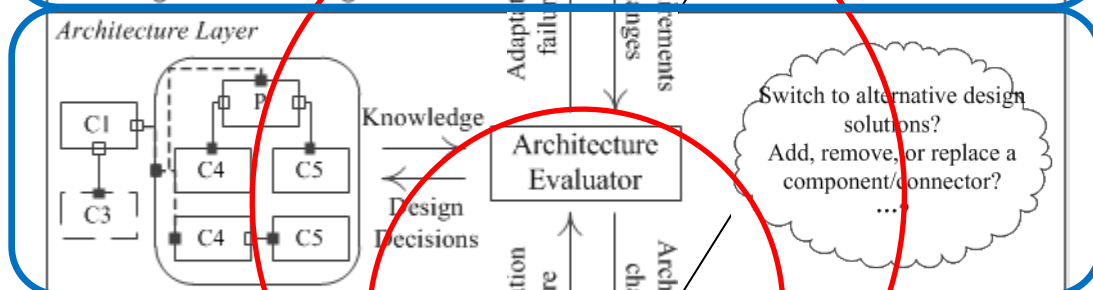 Architecture Layer
C1
C3
P
C4
C5
C4
C5
Knowledge
Design
Decisions
failur
Architecture
Evaluator
Switch to alternative design
solutions?
Add, remove, or replace a
component/connector?
....